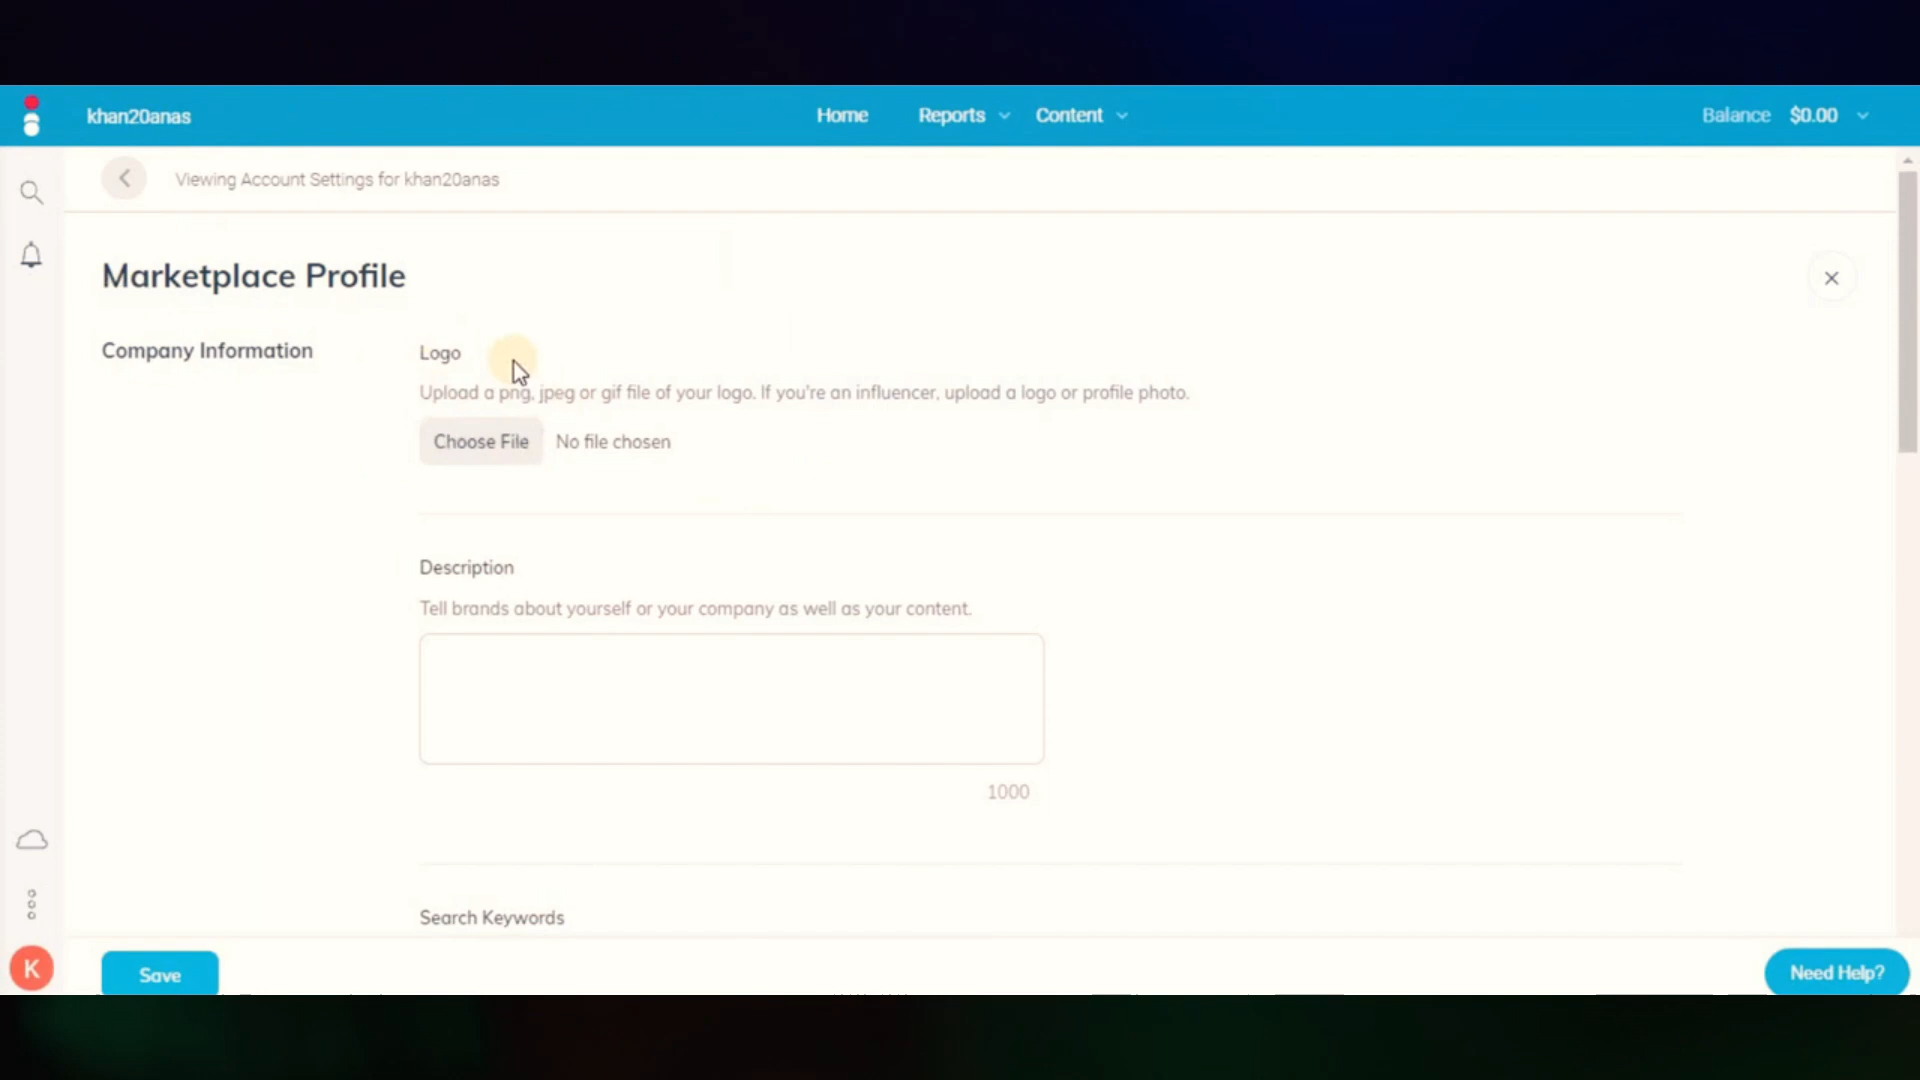 khan20anas
Home
Reports
Content
Balance $0.00
Viewing Account Settings for khan20anas
Marketplace Profile
Company Information
Logo
Upload a png, jpeg or gif file of your logo. If you're an influencer, upload a logo or profile photo.
Choose File No file chosen
Description
Tell brands about yourself or your company as well as your content.
1000
Search Keywords
K
Save
Need Help?